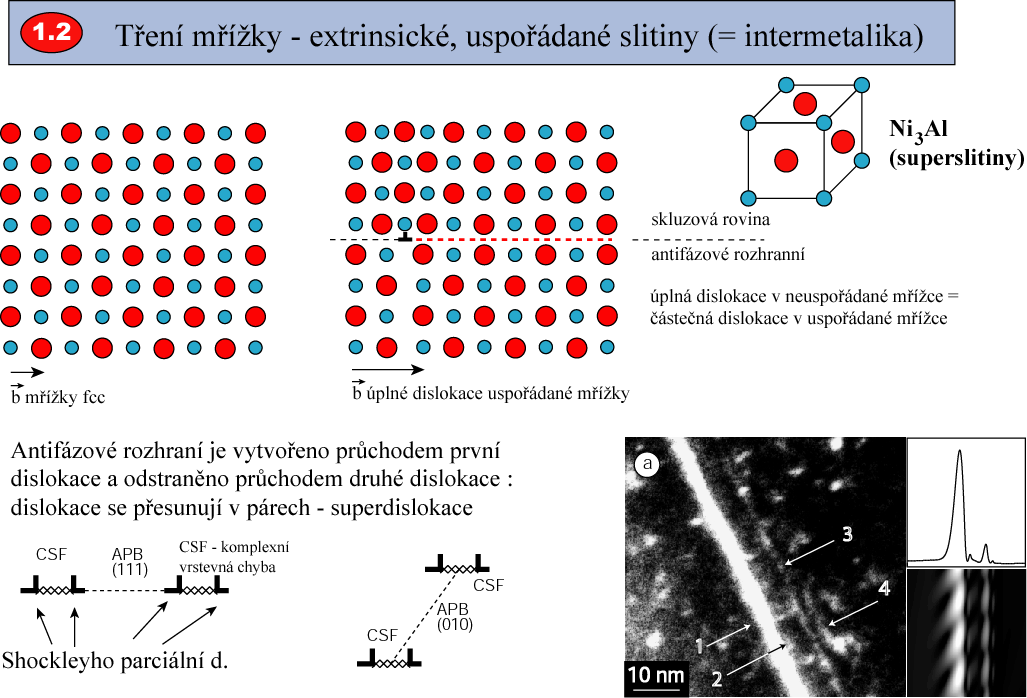 1.2
Tření mřížky - extrinsické, uspořádané slitiny (= intermetalika)
Ni3Al
(superslitiny)
skluzová rovina
antifázové rozhranní
úplná dislokace v neuspořádané mřížce =
částečná dislokace v uspořádané mřížce
b mřížky fcc
b úplné dislokace uspořádané mřížky
Antifázové rozhraní je vytvořeno průchodem první
dislokace a odstraněno průchodem druhé dislokace :
dislokace se přesunují v párech - superdislokace
CSF
APB
(111)
CSF - komplexní
vrstevná chyba
Shockleyho parciální d.
CSF
APB
(010)
CSF
a
3
4
1
2
10 nm